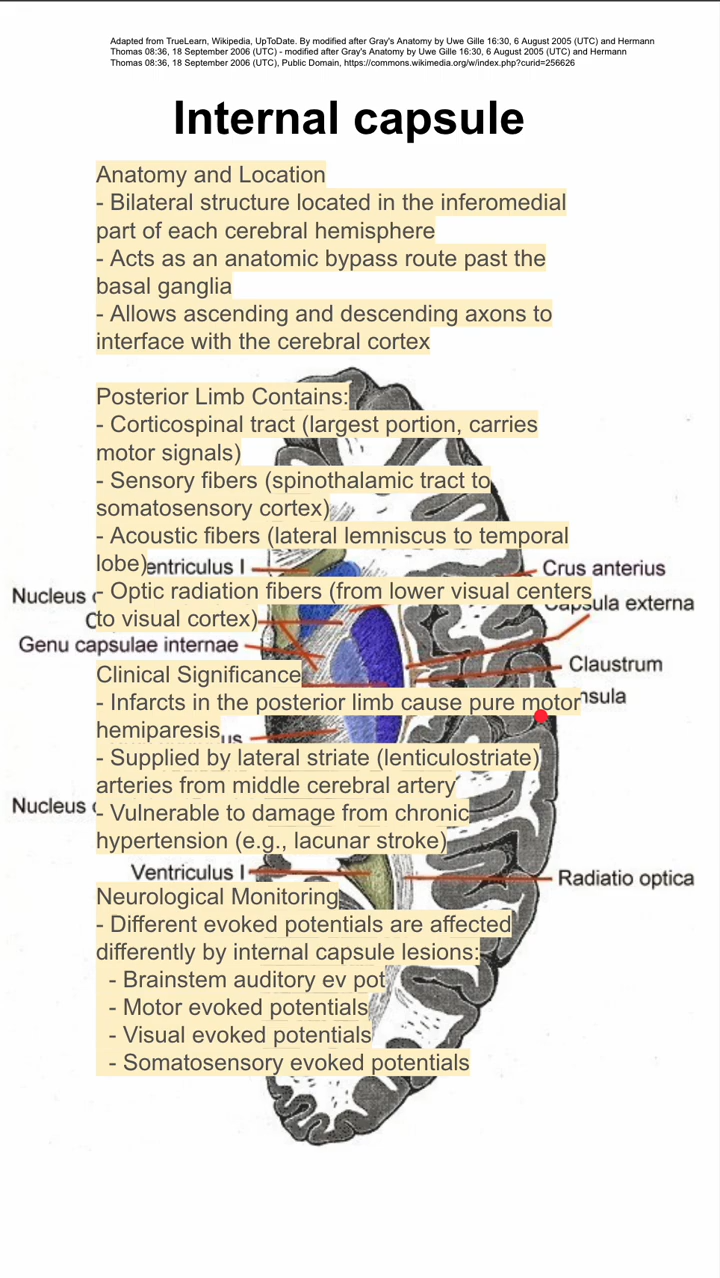 Adapted from TrueLearn, Wikipedia, UpToDate. By modified after Gray's Anatomy by Uwe Gille 16:30, 6 August 2005 (UTC) and Hermann
Thomas 08:36, 18 September 2006 (UTC) - modified after Gray's Anatomy by Uwe Gille 16:30, 6 August 2005 (UTC) and Hermann
Thomas 08:36, 18 September 2006 (UTC), Public Domain, https://commons.wikimedia.org/w/index.php?curid=256626
Internal capsule
Anatomy and Location
- Bilateral structure located in the inferomedial
part of each cerebral hemisphere
- Acts as an anatomic bypass route past the
basal ganglia
- Allows ascending and descending axons to
interface with the cerebral cortex
Posterior Limb Contains:
- Corticospinal tract (largest portion, carries
motor signals)
- Sensory fibers (spinothalamic tract to
somatosensory cortex)
- Acoustic fibers (lateral lemniscus to temporal
lobe)
Crus anterius
Nucleus
- Optic radiation fibers (from lower visual centers
Capsula externa
to visual cortex)
Genu capsulae internae
Claustrum
Clinical Significance
- Infarcts in the posterior limb cause pure motor
hemiparesis
- Supplied by lateral striate (lenticulostriate)
arteries from middle cerebral artery
Nucleus
- Vulnerable to damage from chronic
hypertension (e.g., lacunar stroke)
Ventriculus l
Radiatio optica
Neurological Monitoring
- Different evoked potentials are affected
differently by internal capsule lesions:
- Brainstem auditory ev pot
- Motor evoked potentials
- Visual evoked potentials
- Somatosensory evoked potentials